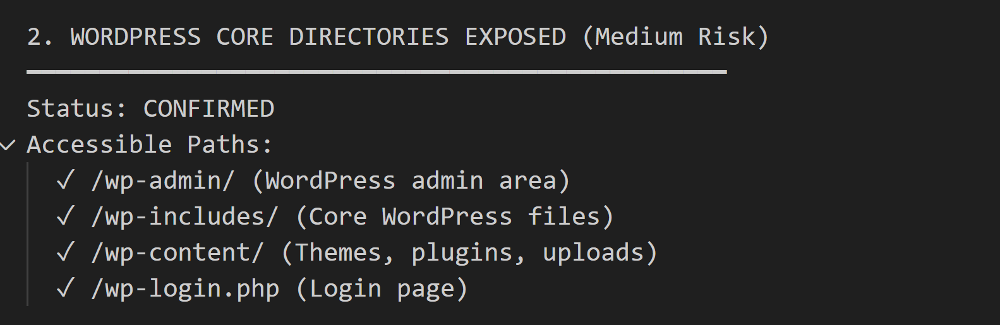 2. WORDPRESS CORE DIRECTORIES EXPOSED (Medium Risk)
Status: CONFIRMED
Accessible Paths:
✓ /wp-admin/ (WordPress admin area)
✓ /wp-includes/ (Core WordPress files)
✓ /wp-content/ (Themes, plugins, uploads)
✓ /wp-login.php (Login page)